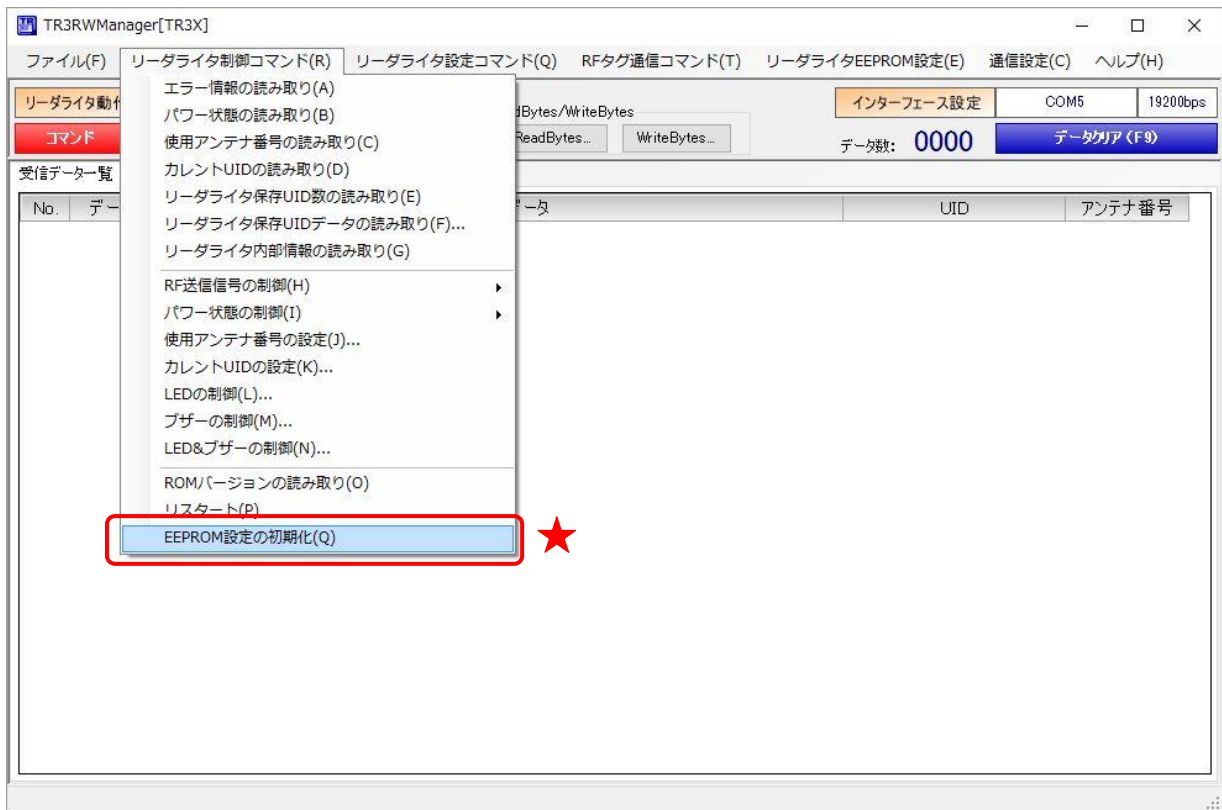 TR3RWManager[TR3X]
ファイル(F) リーダライタ制御コマンド(R) リーダライタ設定コマンド(Q) RFタグ通信コマンド(T) リーダライタEEPROM設定(E) 通信設定(C) ヘルプ(H)
リーダライタ動作
コマンド
dBytes/WriteBytes
ReadBytes... WriteBytes...
インターフェース設定 COM5 19200bps
データ数: 0000 データクリア(F9)
受信データ一覧
No. デー ータ UID アンテナ番号
エラー情報の読み取り(A)
パワー状態の読み取り(B)
使用アンテナ番号の読み取り(C)
カレントUIDの読み取り(D)
リーダライタ保存UID数の読み取り(E)
リーダライタ保存UIDデータの読み取り(F)...
リーダライタ内部情報の読み取り(G)
RF送信信号の制御(H)
パワー状態の制御(I)
使用アンテナ番号の設定(J)...
カレントUIDの設定(K)...
LEDの制御(L)...
ブザーの制御(M)...
LED&ブザーの制御(N)...
ROMバージョンの読み取り(O)
リスタート(P)
EEPROM設定の初期化(Q)